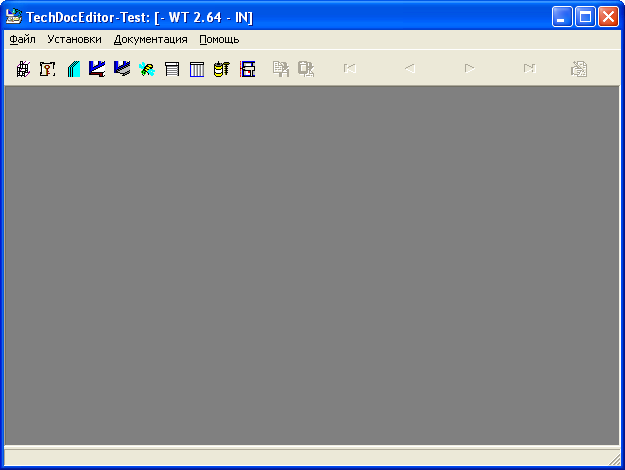 TechDocEditor-Test: [- WT 2.64 - IN]
Файл Установки Документация Помощь